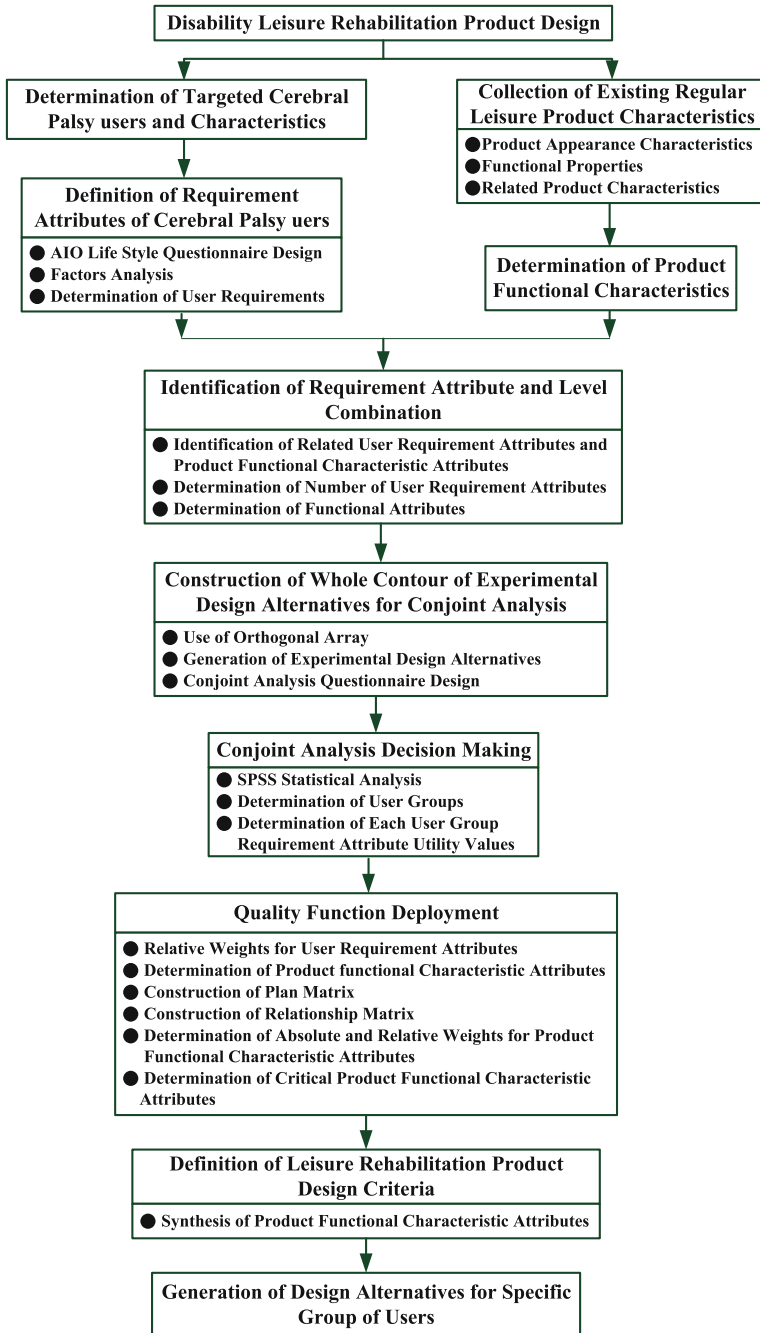 Disability Leisure Rehabilitation Product Design
Determination of Targeted Cerebral
Palsy users and Characteristics
Collection of Existing Regular
Leisure Product Characteristics
●Product Appearance Characteristics
●Functional Properties
●Related Product Characteristics
Definition of Requirement
Attributes of Cerebral Palsy uers
● AIO Life Style Questionnaire Design
● Factors Analysis
● Determination of User Requirements
Determination of Product
Functional Characteristics
Identification of Requirement Attribute and Level
Combination
● Identification of Related User Requirement Attributes and
Product Functional Characteristic Attributes
● Determination of Number of User Requirement Attributes
● Determination of Functional Attributes
Construction of Whole Contour of Experimental
Design Alternatives for Conjoint Analysis
● Use of Orthogonal Array
● Generation of Experimental Design Alternatives
● Conjoint Analysis Questionnaire Design
Conjoint Analysis Decision Making
● SPSS Statistical Analysis
● Determination of User Groups
● Determination of Each User Group
Requirement Attribute Utility Values
Quality Function Deployment
● Relative Weights for User Requirement Attributes
● Determination of Product functional Characteristic Attributes
● Construction of Plan Matrix
● Construction of Relationship Matrix
● Determination of Absolute and Relative Weights for Product
Functional Characteristic Attributes
● Determination of Critical Product Functional Characteristic
Attributes
Definition of Leisure Rehabilitation Product
Design Criteria
● Synthesis of Product Functional Characteristic Attributes
Generation of Design Alternatives for Specific
Group of Users